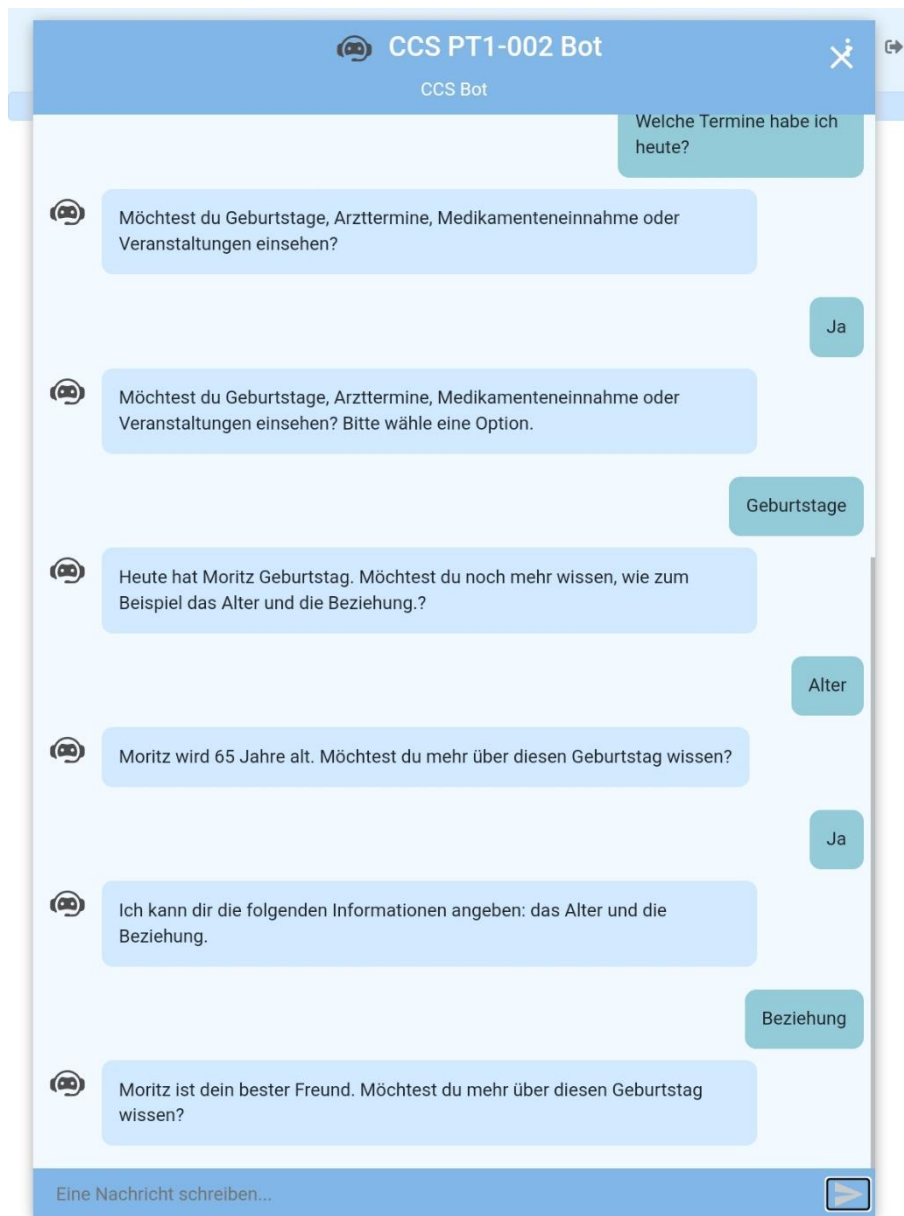 CCS PT1-002 Bot
CCS Bot
Welche Termine habe ich
heute?
Möchtest du Geburtstage, Arzttermine, Medikamenteneinnahme oder
Veranstaltungen einsehen?
Ja
Möchtest du Geburtstage, Arzttermine, Medikamenteneinnahme oder
Veranstaltungen einsehen? Bitte wähle eine Option.
Geburtstage
Heute hat Moritz Geburtstag. Möchtest du noch mehr wissen, wie zum
Beispiel das Alter und die Beziehung.?
Alter
Moritz wird 65 Jahre alt. Möchtest du mehr über diesen Geburtstag wissen?
Ja
Ich kann dir die folgenden Informationen angeben: das Alter und die
Beziehung.
Beziehung
Moritz ist dein bester Freund. Möchtest du mehr über diesen Geburtstag
wissen?
Eine Nachricht schreiben...